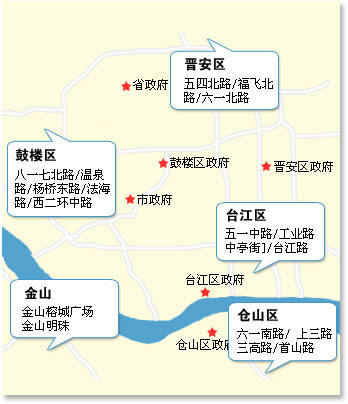 晋安区
五四北路/福飞北
路/六一北路
省政府
鼓楼区
八一七北路/温泉
路/杨桥东路/法海
路/西二环中路
鼓楼区政府
晋安区政府
市政府
台江区
五一中路/工业路
中亭街]/台江路
台江区政府
金山
金山榕城广场
金山明珠
仓山区
六一南路/ 上三路
三高路/首山路
仓山区政府